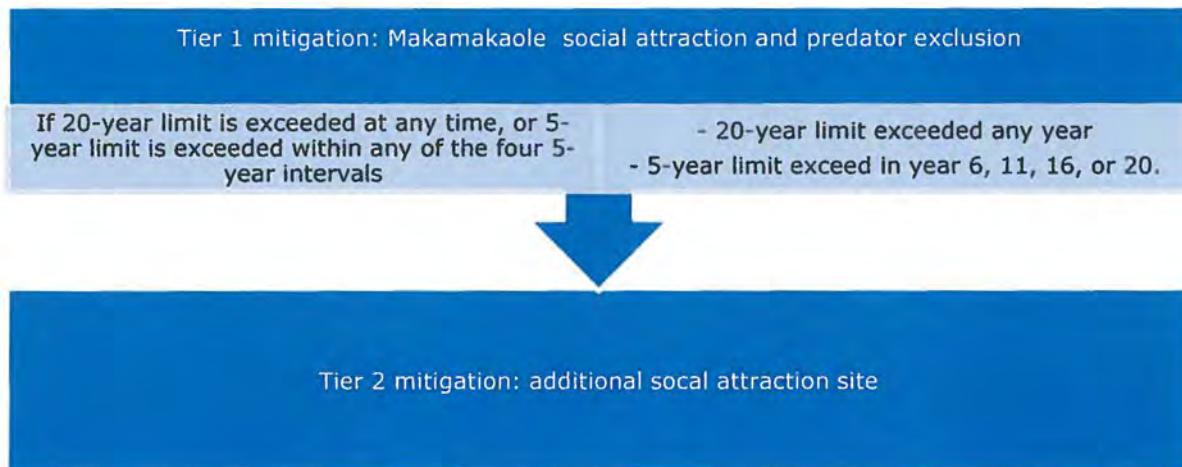 Tier 1 mitigation: Makamakaole social attraction and predator exclusion
If 20-year limit is exceeded at any time, or 5-
year limit is exceeded within any of the four 5-
year intervals
- 20-year limit exceeded any year
- 5-year limit exceed in year 6, 11, 16, or 20.
Tier 2 mitigation: additional socal attraction site